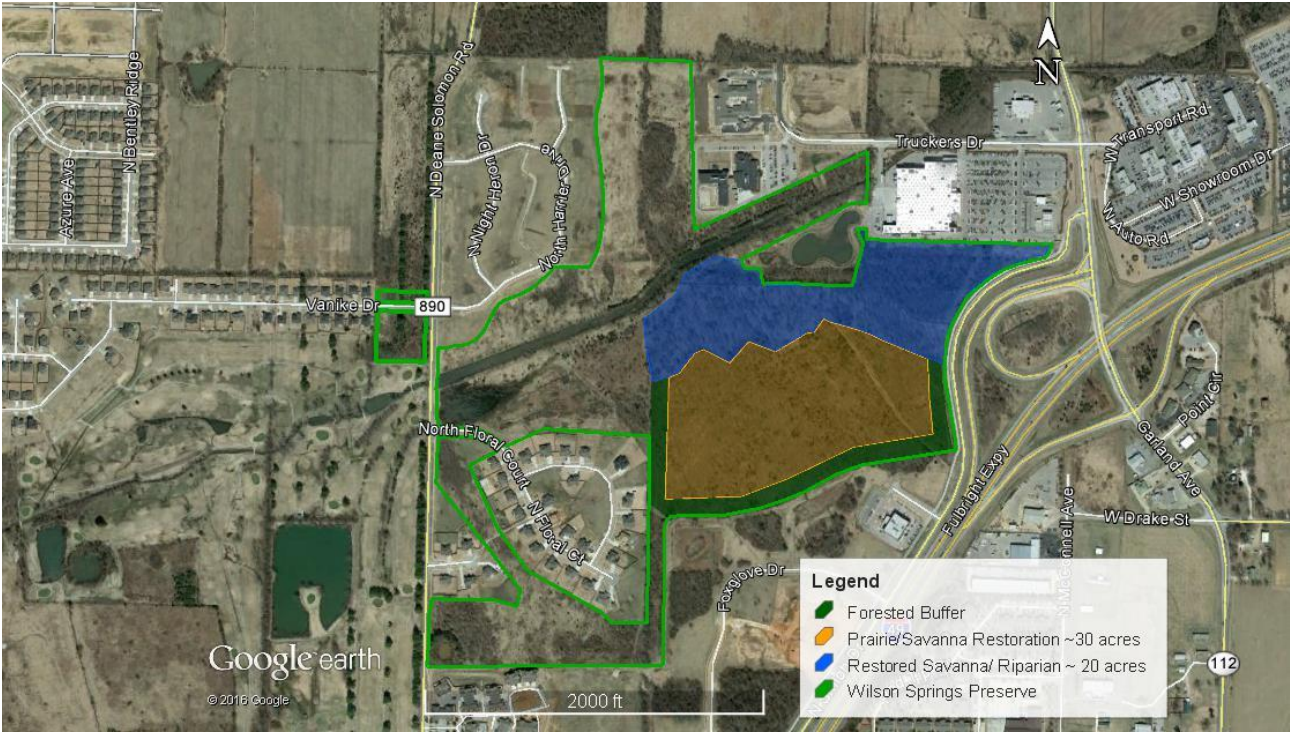 N Bentley Ridge
Azure Ave
N Deane Solomon Rd
N Night Heron Dr
North Harrier Drive
N
Truckers Dr
W Transport Rd
W Showroom Dr
W Auto Rd
Vanike Dr
890
North Floral Court
N Floral Ct
Fulbright Expy
Garland Ave
Point Cir
W Drake St
N McConnell Ave
Foxglove Dr
112
Legend
Forested Buffer
Prairie/Savanna Restoration ~30 acres
Restored Savanna/ Riparian ~ 20 acres
Wilson Springs Preserve
Google earth
© 2016 Google
2000 ft